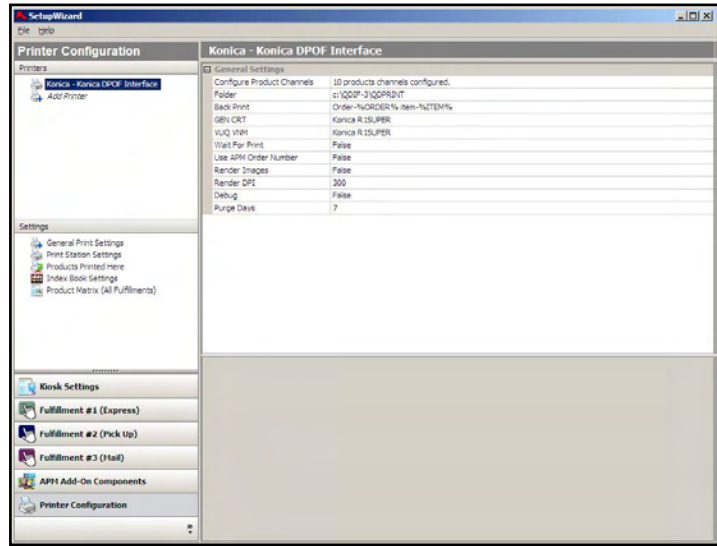 SetupWizard
File Help
Printer Configuration
Konica - Konica DPOF Interface
Printers
Konica - Konica DPOF Interface
Add Printer
General Settings
Configure Product Channels 10 products channels configured.
Folder c:\QDIF-3\QDPRINT
Back Print Order-%ORDER% item-%ITEM%
GEN CRT Konica R1SUPER
VUQ VNM Konica R1SUPER
Wait For Print False
Use APM Order Number False
Render Images False
Render DPI 300
Debug False
Purge Days 7
Settings
General Print Settings
Print Station Settings
Products Printed Here
Index Book Settings
Product Matrix (All Fulfillments)
Kiosk Settings
Fulfillment #1 (Express)
Fulfillment #2 (Pick Up)
Fulfillment #3 (Mail)
APM Add-On Components
Printer Configuration